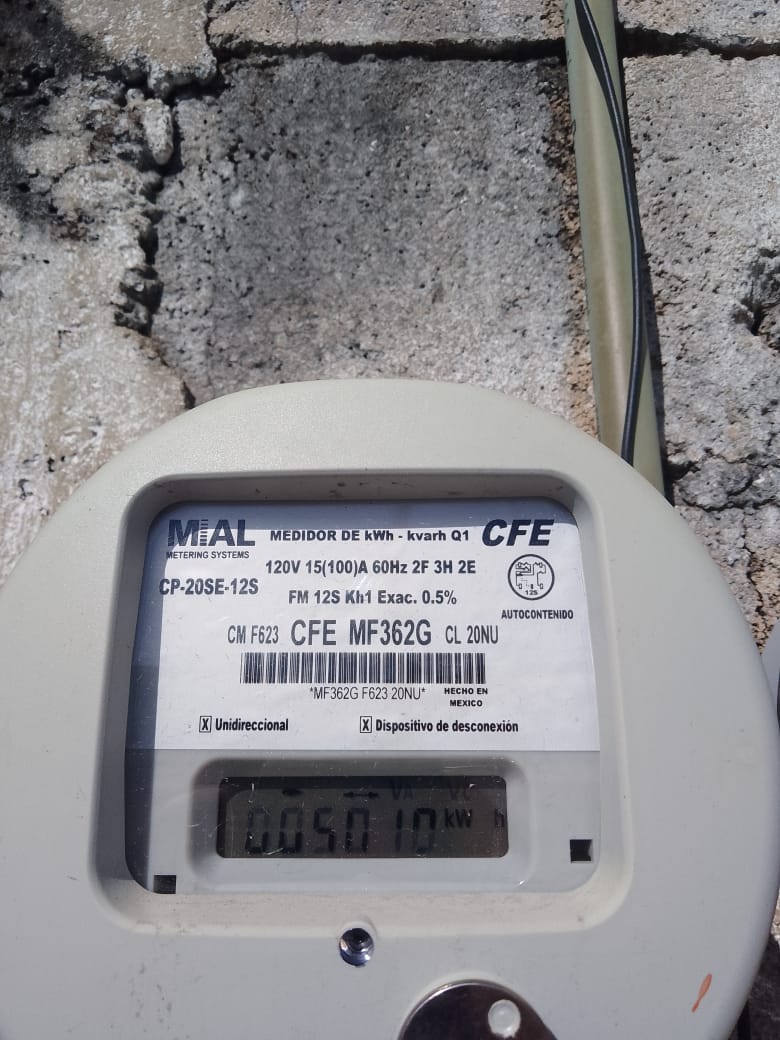 MIAL MEDIDOR DE kWh - kvarh Q1 CFE
METERING SYSTEMS
120V 15(100)A 60Hz 2F 3H 2E
CP-20SE-12S
FM 12S Kh1 Exac. 0.5%
12S
AUTOCONTENIDO
CM F623 CFE MF362G CL 20NU
*MF362G F623 20NU*
HECHO EN
MEXICO
X Unidireccional X Dispositivo de desconexión
VA
005010 kW h